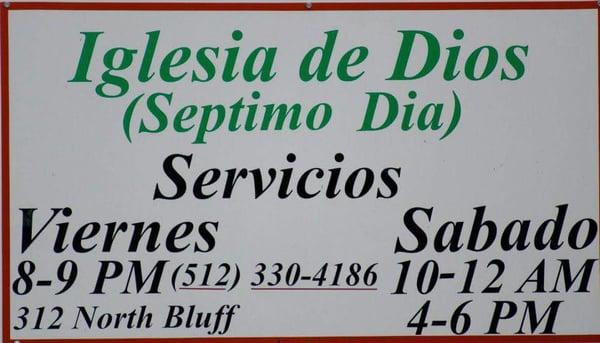 Iglesia de Dios
(Septimo Dia)
Servicios
Viernes Sabado
8-9 PM (512) 330-4186 10-12 AM
312 North Bluff 4-6 PM